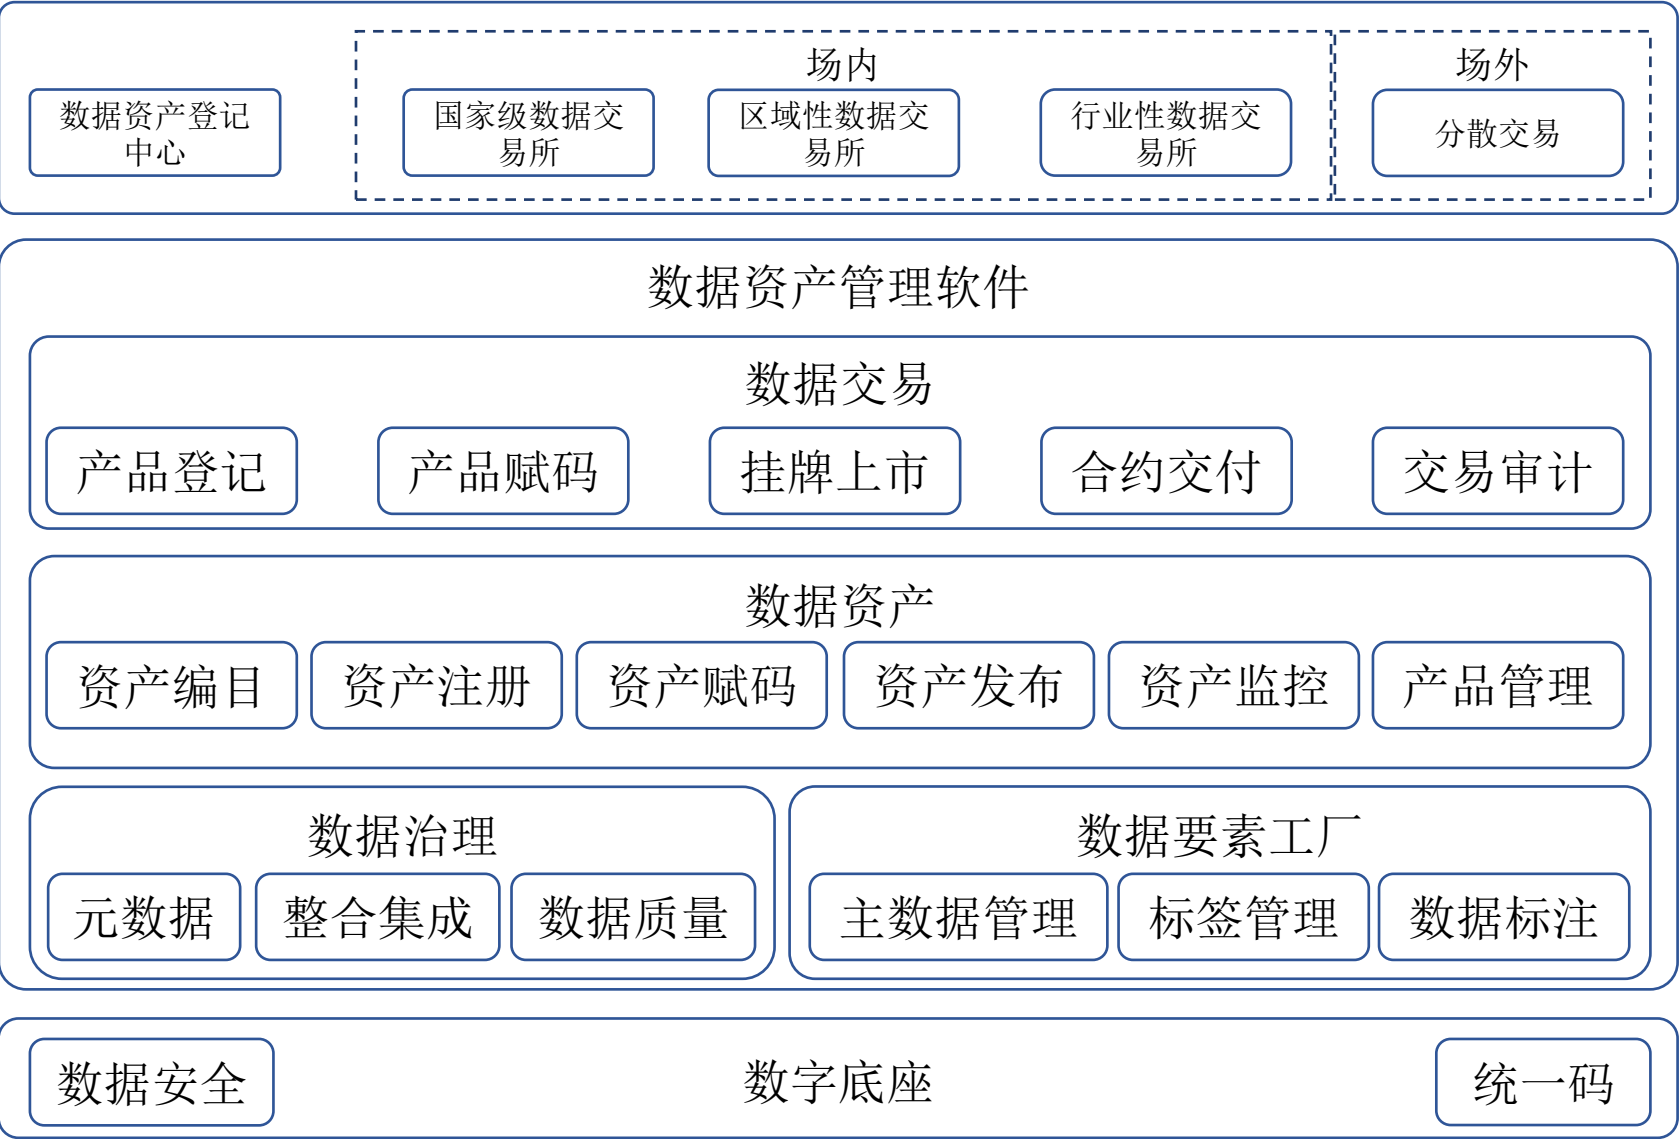 场内
场外
数据资产登记
中心
国家级数据交
易所
区域性数据交
易所
行业性数据交
易所
分散交易
数据资产管理软件
数据交易
产品登记
产品赋码
挂牌上市
合约交付
交易审计
数据资产
资产编目
资产注册
资产赋码
资产发布
资产监控
产品管理
数据治理
元数据
整合集成
数据质量
数据要素工厂
主数据管理
标签管理
数据标注
数据安全
数字底座
统一码